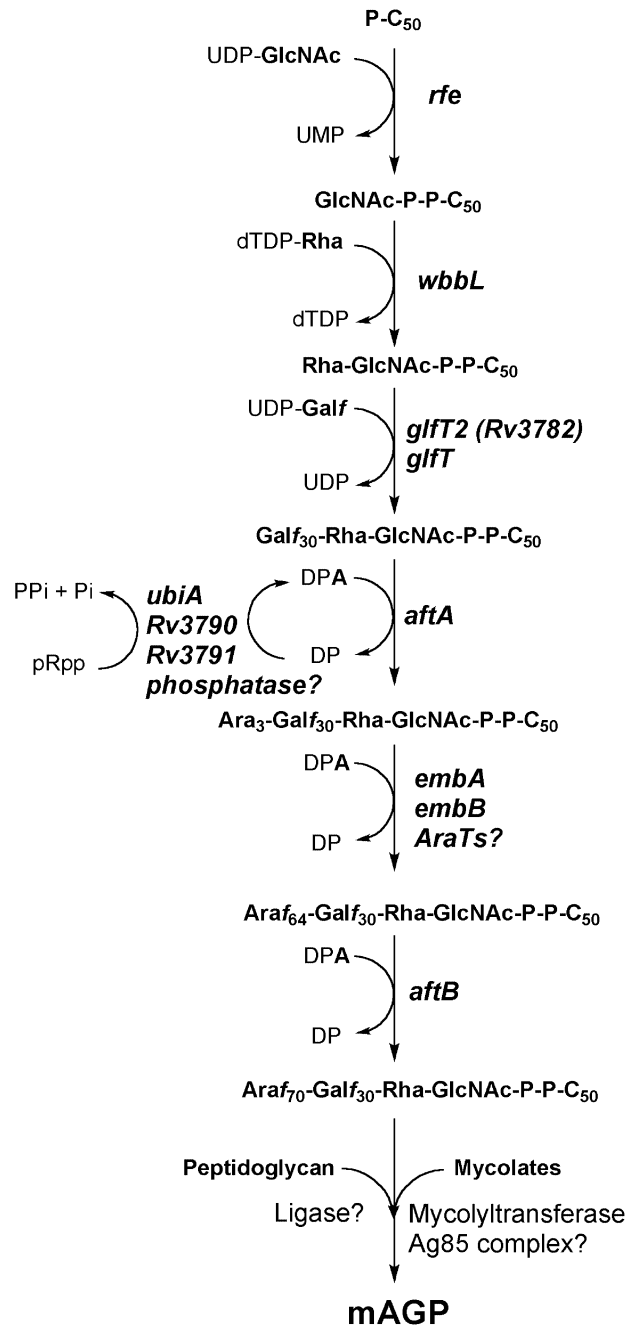 P-C50
UDP-GlcNAc
rfe
UMP
GlcNAc-P-P-C50
dTDP-Rha
wbbL
dTDP
Rha-GlcNAc-P-P-C50
UDP-Galf
glfT2 (Rv3782)
glfT
UDP
Galf30-Rha-GlcNAc-P-P-C50
PPi + Pi
pRpp
ubiA
Rv3790
Rv3791
phosphatase?
DPA
aftA
DP
Ara3-Galf30-Rha-GlcNAc-P-P-C50
DPA
embA
embB
AraTs?
DP
Araf64-Galf30-Rha-GlcNAc-P-P-C50
DPA
aftB
DP
Araf70-Galf30-Rha-GlcNAc-P-P-C50
Peptidoglycan
Mycolates
Ligase?
Mycolyltransferase
Ag85 complex?
mAGP